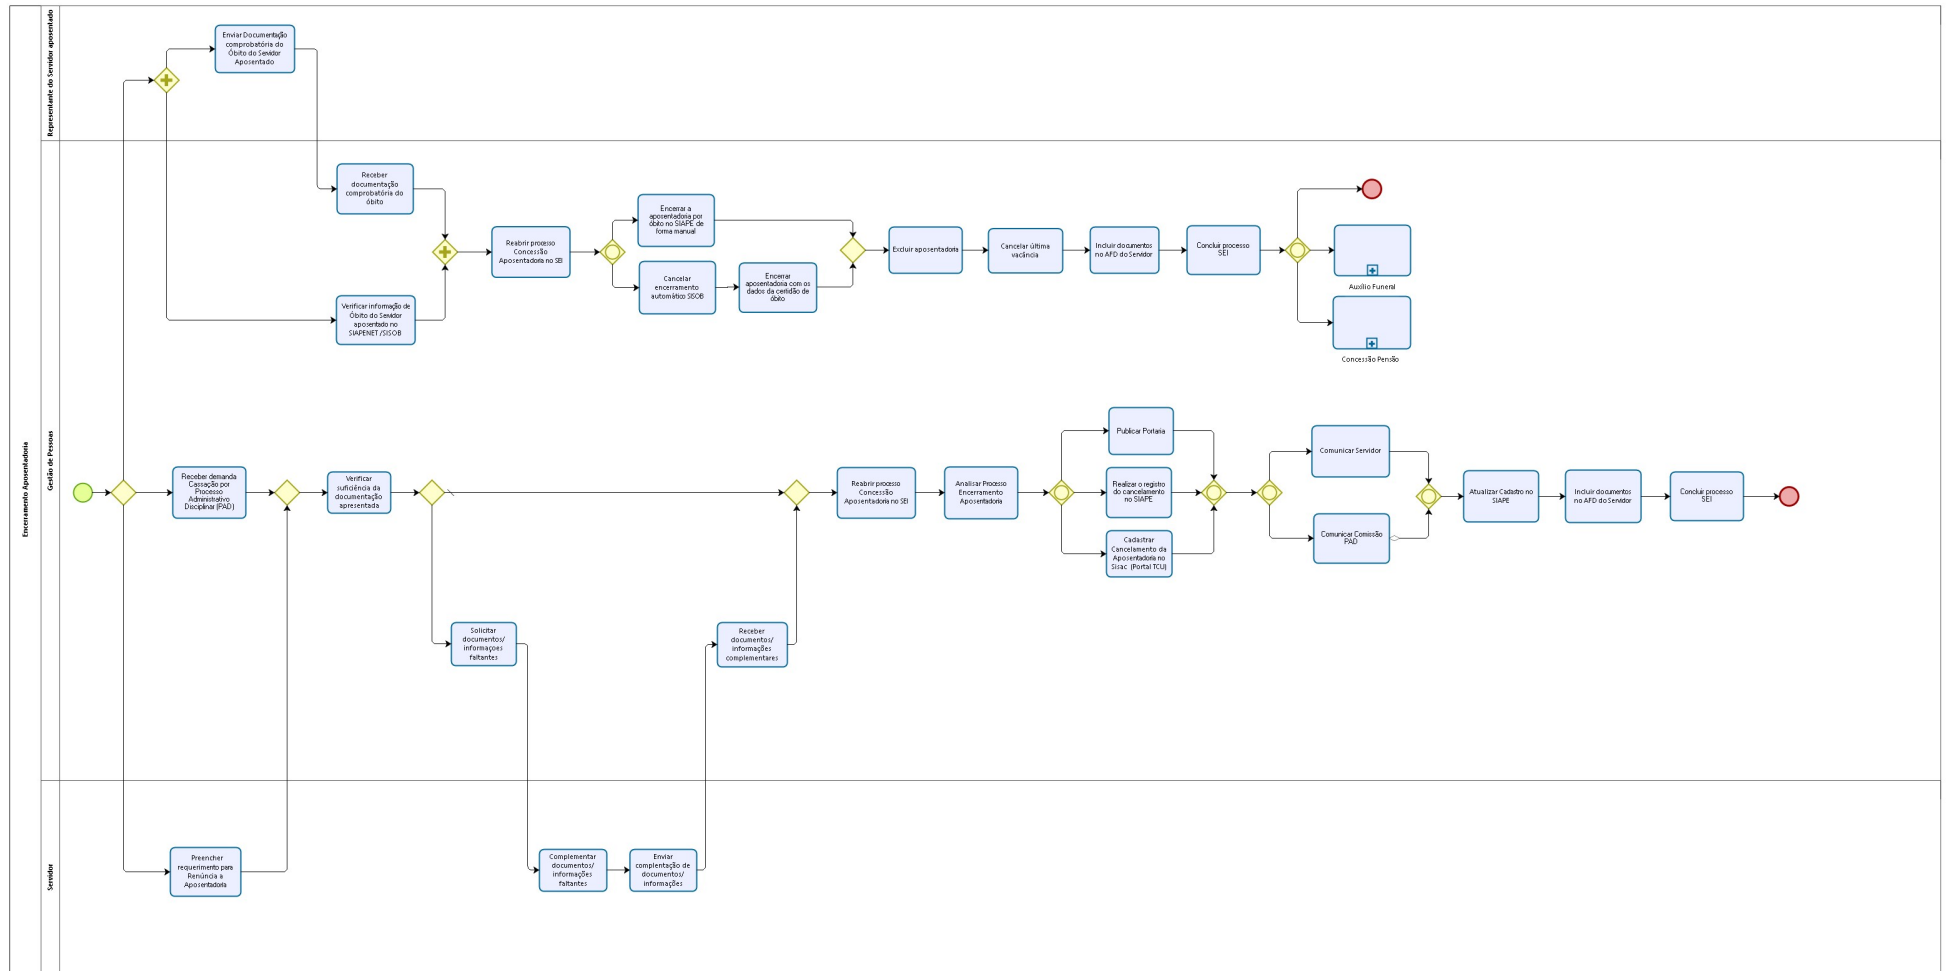 Encerramento Aposentadoria
Representante do Servidor aposentado
Enviar Documentação
comprobatória do
Óbito do Servidor
Aposentado
Gestão de Pessoas
Receber
documentação
comprobatória do
óbito
Verificar informação de
Óbito do Servidor
aposentado no
SIAPENET /SISOB
Reabrir processo
Concessão
Aposentadoria no SEI
Encerrar a
aposentadoria por
óbito no SIAPE de
forma manual
Cancelar
encerramento
automático SISOB
Encerrar
aposentadoria com os
dados da certidão de
óbito
Excluir aposentadoria
Cancelar última
vacância
Incluir documentos
no AFD do Servidor
Concluir processo
SEI
Auxílio Funeral
Concessão Pensão
Receber demanda
Cassação por
Processo
Administrativo
Disciplinar (PAD)
Verificar
suficiência da
documentação
apresentada
Solicitar
documentos/
informaçoes
faltantes
Receber
documentos/
informações
complementares
Reabrir processo
Concessão
Aposentadoria no SEI
Analisar Processo
Encerramento
Aposentadoria
Publicar Portaria
Realizar o registro
do cancelamento
no SIAPE
Cadastrar
Cancelamento da
Aposentadoria no
Sisac (Portal TCU)
Comunicar Servidor
Comunicar Comissão
PAD
Atualizar Cadastro no
SIAPE
Incluir documentos
no AFD do Servidor
Concluir processo
SEI
Servidor
Preencher
requerimento para
Renúncia a
Aposentadoria
Complementar
documentos/
informações
faltantes
Enviar
complentação de
documentos/
informações